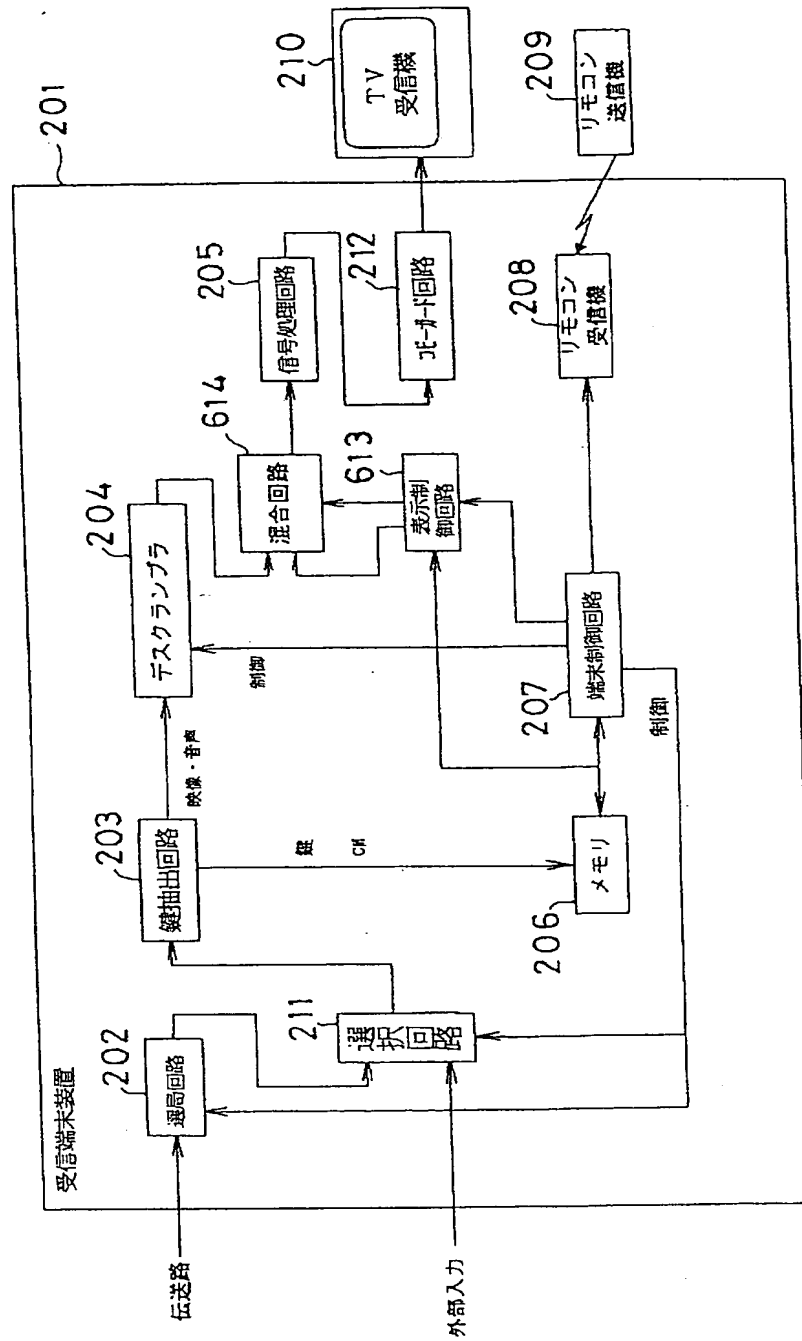 受信端末装置
201
伝送路
202
選局回路
外部入力
211
選択回路
203
鍵抽出回路
映像・音声
鍵
CM
206
メモリ
204
デスクランブラ
制御
207
端末制御回路
制御
614
混合回路
613
表示制
御回路
205
信号処理回路
212
コピーガード回路
208
リモコン
受信機
210
TV
受信機
209
リモコン
送信機